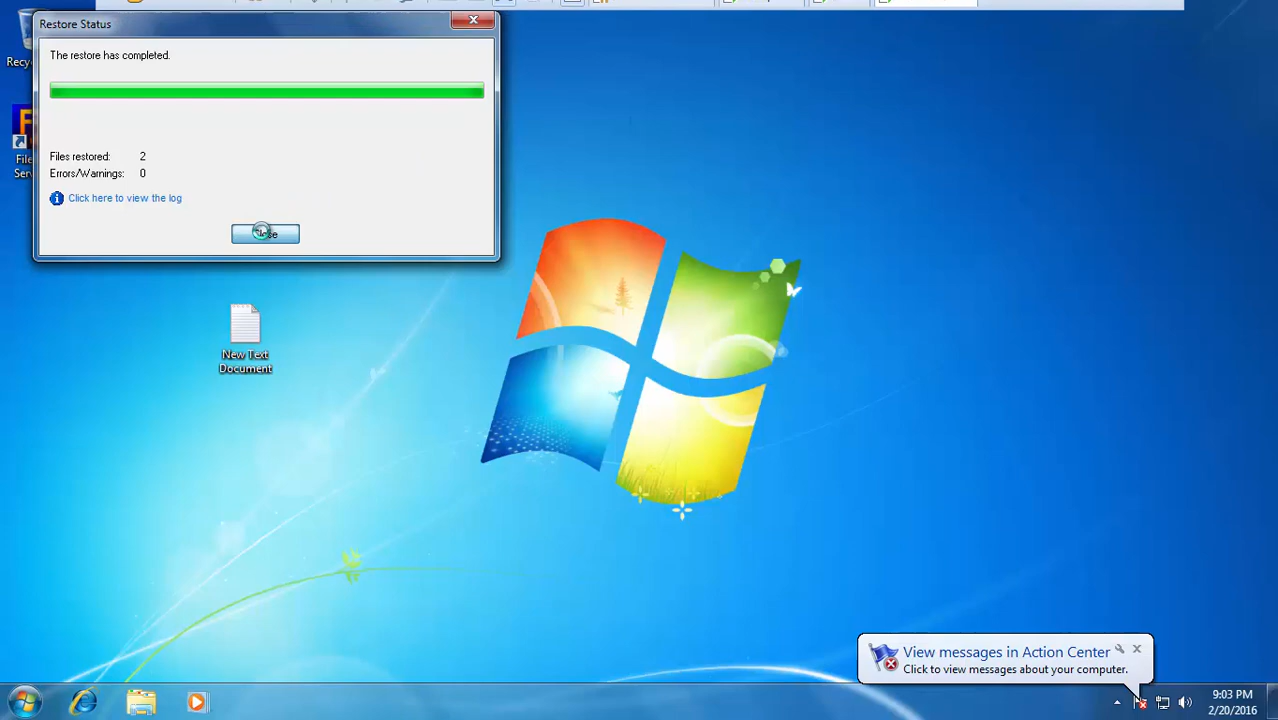 Restore Status
The restore has completed.
Files restored: 2
Errors/Warnings: 0
Click here to view the log
New Text
Document
View messages in Action Center
Click to view messages about your computer.
9:03 PM
2/20/2016